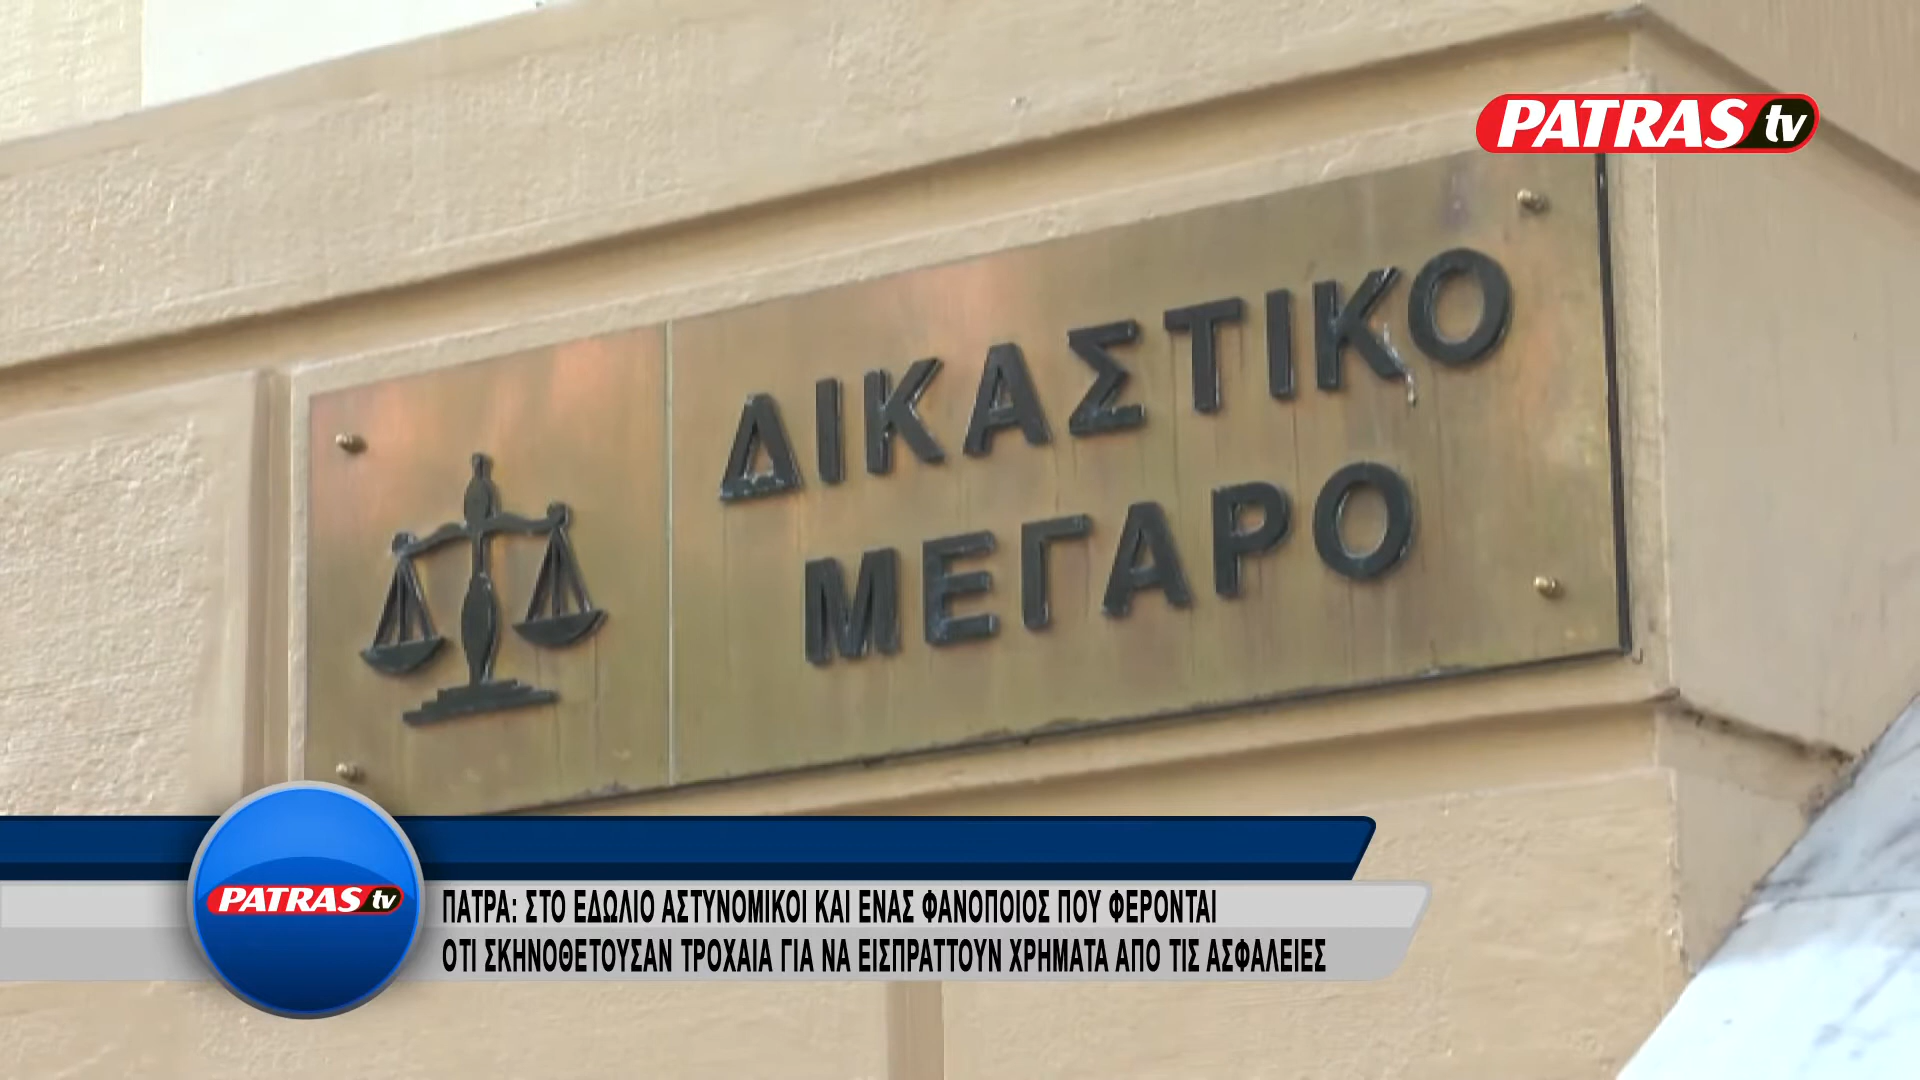 PATRAS tv
ΔΙΚΑΣΤΙΚΟ
ΜΕΓΑΡΟ
PATRAS tv
ΠΑΤΡΑ: ΣΤΟ ΕΔΩΛΙΟ ΑΣΤΥΝΟΜΙΚΟΙ ΚΑΙ ΕΝΑΣ ΦΑΝΟΠΟΙΟΣ ΠΟΥ ΦΕΡΟΝΤΑΙ
ΟΤΙ ΣΚΗΝΟΘΕΤΟΥΣΑΝ ΤΡΟΧΑΙΑ ΓΙΑ ΝΑ ΕΙΣΠΡΑΤΤΟΥΝ ΧΡΗΜΑΤΑ ΑΠΟ ΤΙΣ ΑΣΦΑΛΕΙΕΣ